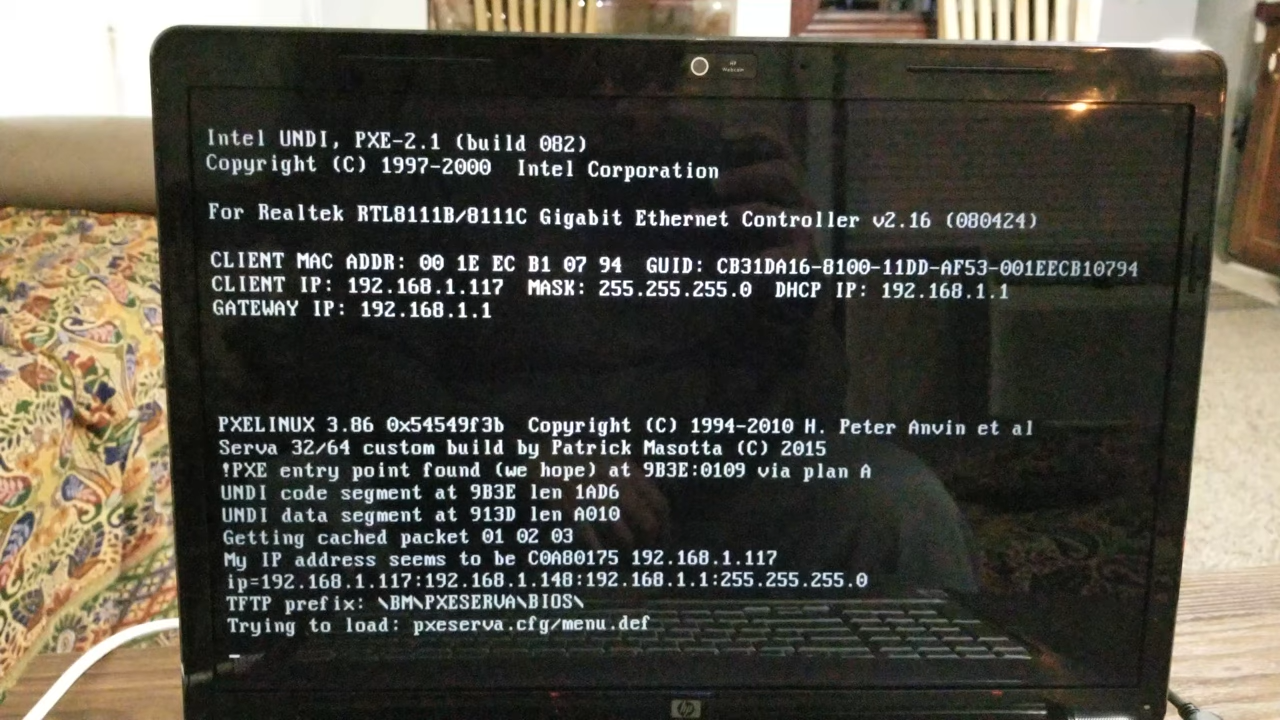 Intel UNDI, PXE-2.1 (build 082)
Copyright (C) 1997-2000  Intel Corporation
For Realtek RTL8111B/8111C Gigabit Ethernet Controller v2.16 (080424)
CLIENT MAC ADDR: 00 1E EC B1 07 94  GUID: CB31DA16-8100-11DD-AF53-001EECB10794
CLIENT IP: 192.168.1.117  MASK: 255.255.255.0  DHCP IP: 192.168.1.1
GATEWAY IP: 192.168.1.1
PXELINUX 3.86 0x54549f3b  Copyright (C) 1994-2010 H. Peter Anvin et al
Serva 32/64 custom build by Patrick Masotta (C) 2015
!PXE entry point found (we hope) at 9B3E:0109 via plan A
UNDI code segment at 9B3E len 1AD6
UNDI data segment at 913D len A010
Getting cached packet 01 02 03
My IP address seems to be C0A80175 192.168.1.117
ip=192.168.1.117:192.168.1.148:192.168.1.1:255.255.255.0
TFTP prefix: \BM\PXESERVA\BIOS\
Trying to load: pxeserva.cfg/menu.def
hp